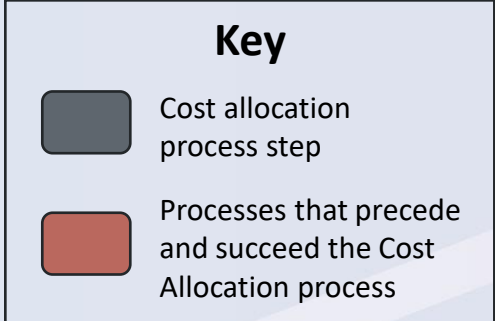 Key
Cost allocation
process step
Processes that precede
and succeed the Cost
Allocation process